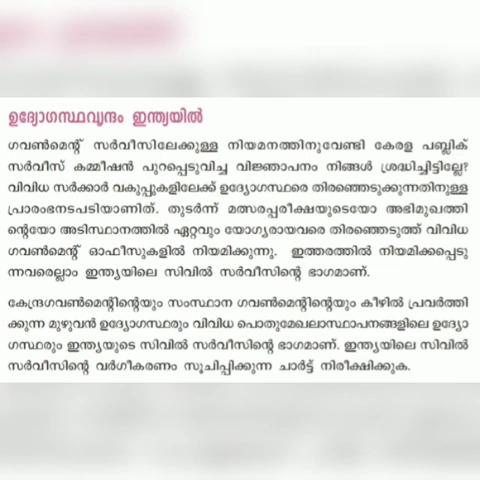 ഉദ്യോഗസ്ഥവൃന്ദം ഇന്ത്യയിൽ
ഗവൺമെന്റ് സർവീസിലേക്കുള്ള നിയമനത്തിനുവേണ്ടി കേരള പബ്ലിക്
സർവീസ് കമ്മീഷൻ പുറപ്പെടുവിച്ച വിജ്ഞാപനം നിങ്ങൾ ശ്രദ്ധിച്ചിട്ടില്ലേ?
വിവിധ സർക്കാർ വകുപ്പുകളിലേക്ക് ഉദ്യോഗസ്ഥരെ തിരഞ്ഞെടുക്കുന്നതിനുള്ള
പ്രാരംഭനടപടിയാണിത്. തുടർന്ന് മത്സരപ്പരീക്ഷയുടെയോ അഭിമുഖത്തി
ന്റെയോ അടിസ്ഥാനത്തിൽ ഏറ്റവും യോഗ്യരായവരെ തിരഞ്ഞെടുത്ത് വിവിധ
ഗവൺമെന്റ് ഓഫീസുകളിൽ നിയമിക്കുന്നു. ഇത്തരത്തിൽ നിയമിക്കപ്പെടു
ന്നവരെല്ലാം ഇന്ത്യയിലെ സിവിൽ സർവീസിന്റെ ഭാഗമാണ്.
കേന്ദ്രഗവൺമെന്റിന്റെയും സംസ്ഥാന ഗവൺമെന്റിന്റെയും കീഴിൽ പ്രവർത്തി
ക്കുന്ന മുഴുവൻ ഉദ്യോഗസ്ഥരും വിവിധ പൊതുമേഖലാസ്ഥാപനങ്ങളിലെ ഉദ്യോ
ഗസ്ഥരും ഇന്ത്യയുടെ സിവിൽ സർവീസിന്റെ ഭാഗമാണ്. ഇന്ത്യയിലെ സിവിൽ
സർവീസിന്റെ വർഗീകരണം സൂചിപ്പിക്കുന്ന ചാർട്ട് നിരീക്ഷിക്കുക.